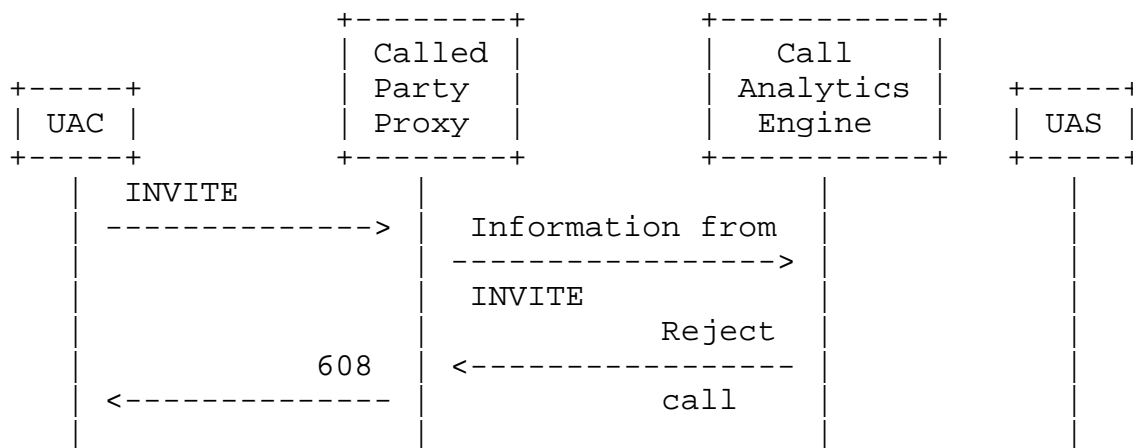 Called Call
Party Analytics
UAC Proxy Engine UAS
INVITE
Information from
INVITE
Reject
608
call